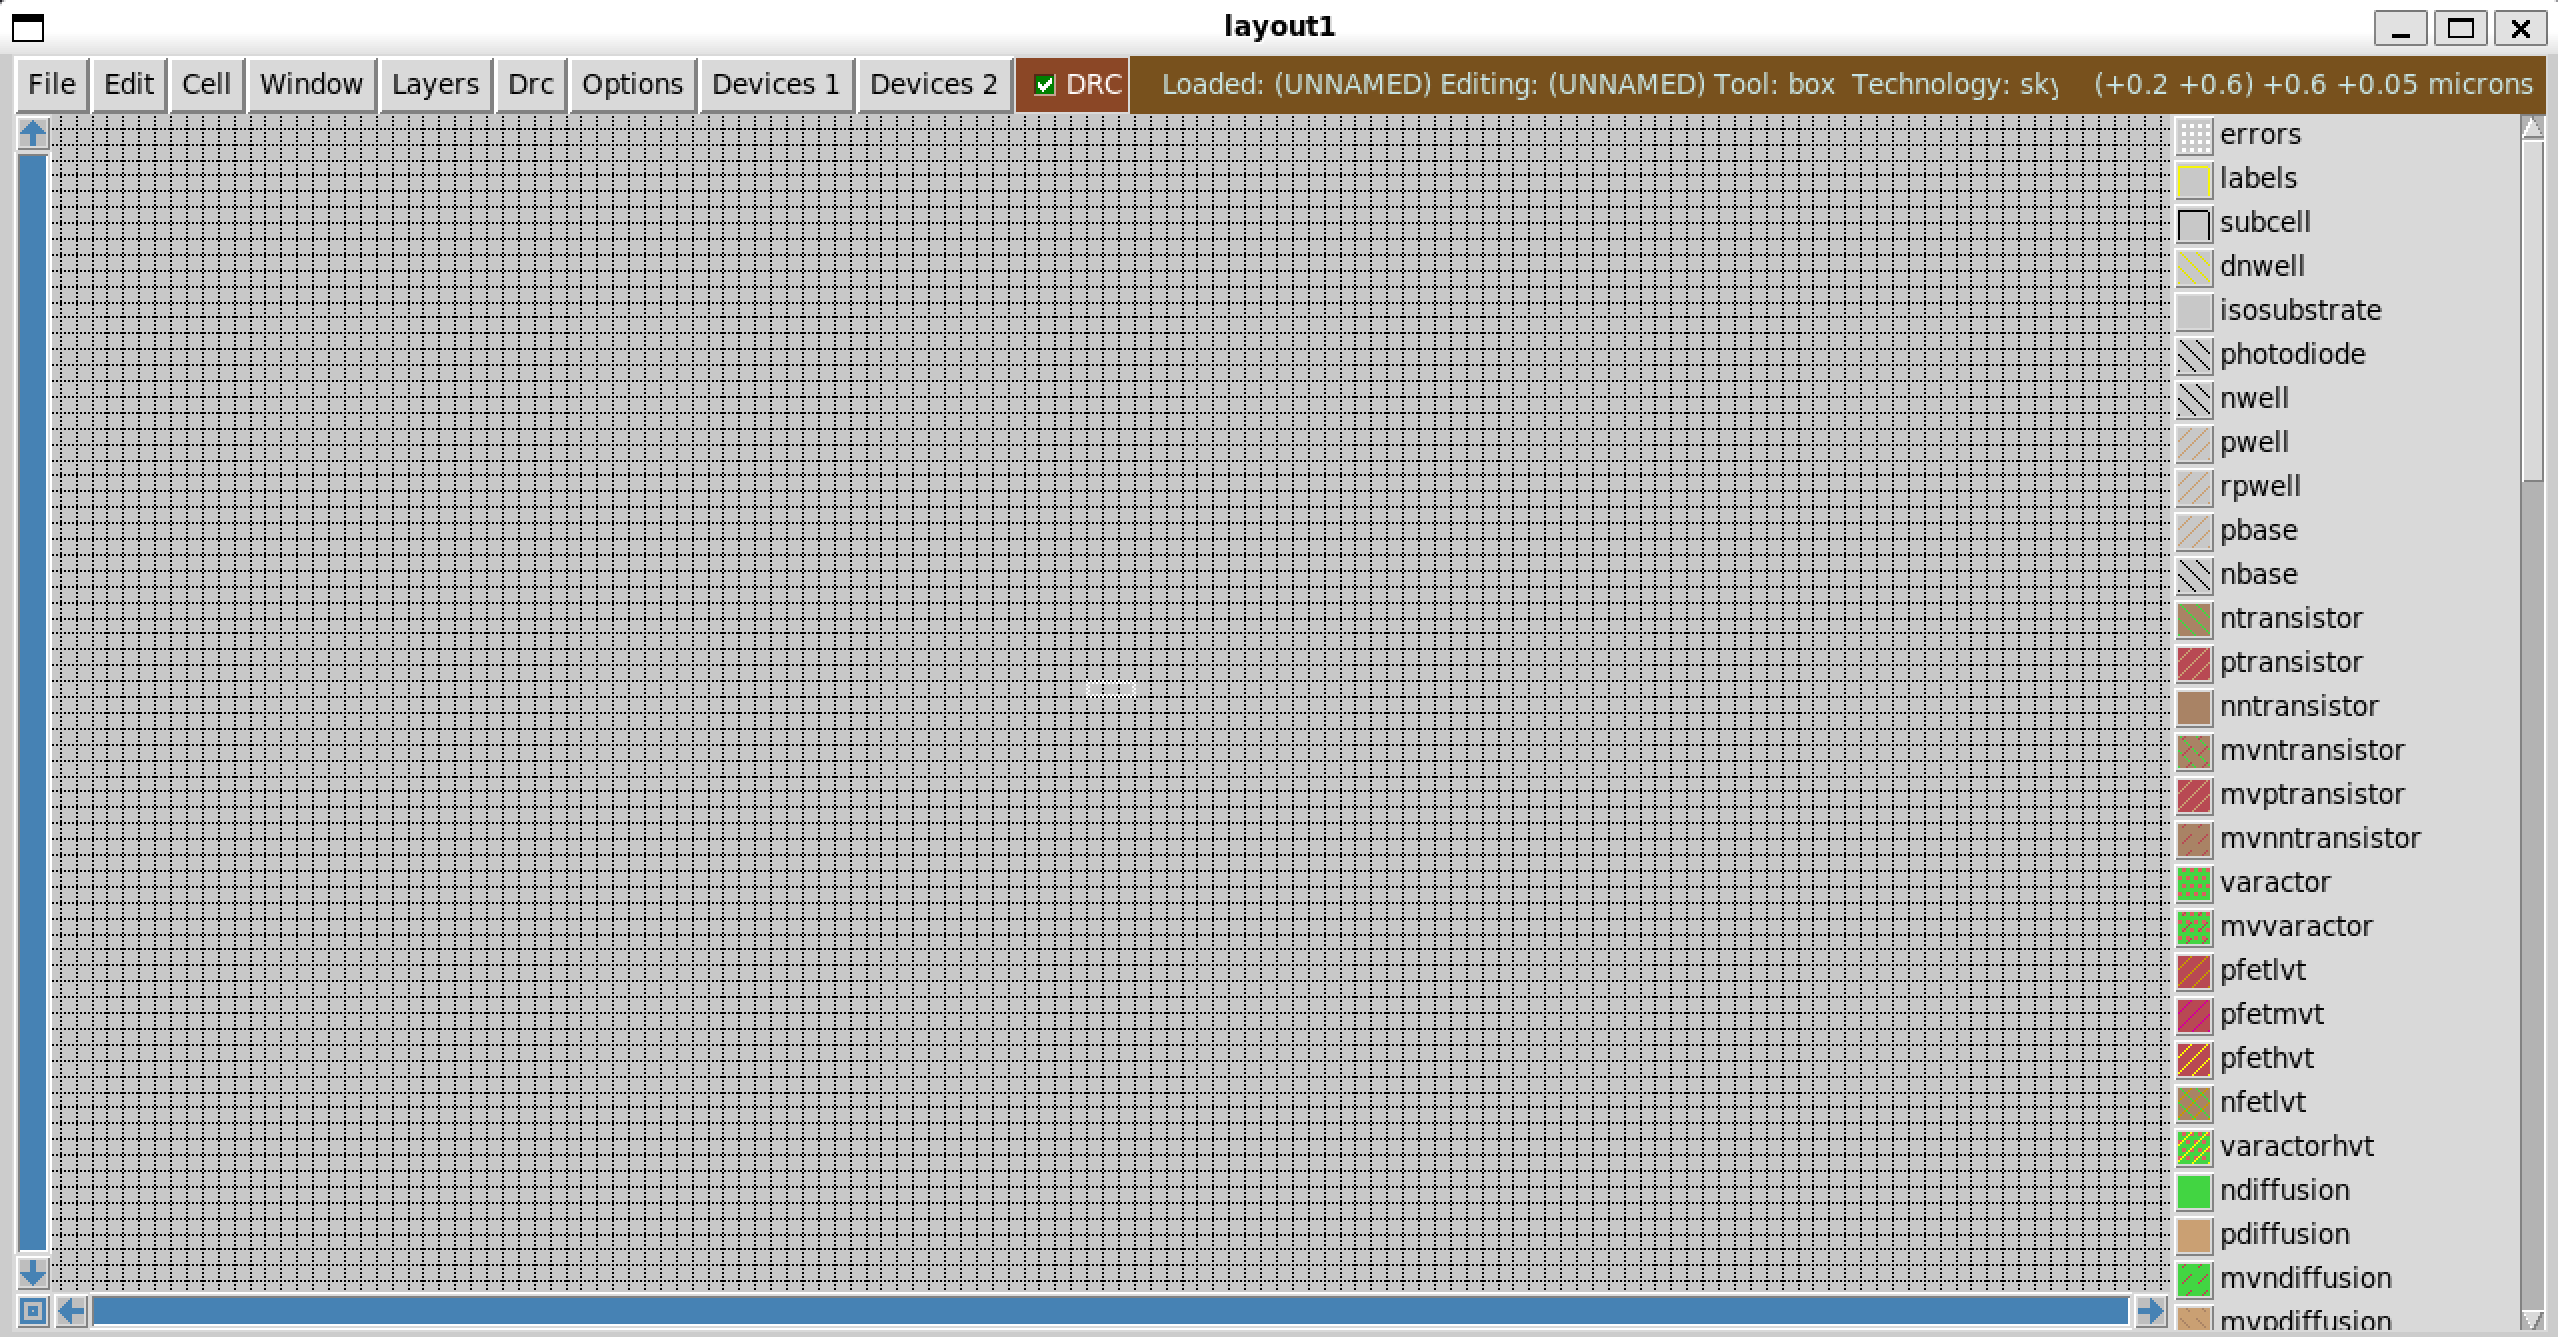 layout1
File Edit Cell Window Layers Drc Options Devices 1 Devices 2 DRC Loaded: (UNNAMED) Editing: (UNNAMED) Tool: box Technology: sky (+0.2 +0.6) +0.6 +0.05 microns
errors
labels
subcell
dnwell
isosubstrate
photodiode
nwell
pwell
rpwell
pbase
nbase
ntransistor
ptransistor
nntransistor
mvntransistor
mvptransistor
mvnntransistor
varactor
mvvaractor
pfetlvt
pfetmvt
pfethvt
nfetlvt
varactorhvt
ndiffusion
pdiffusion
mvndiffusion
mvpdiffusion